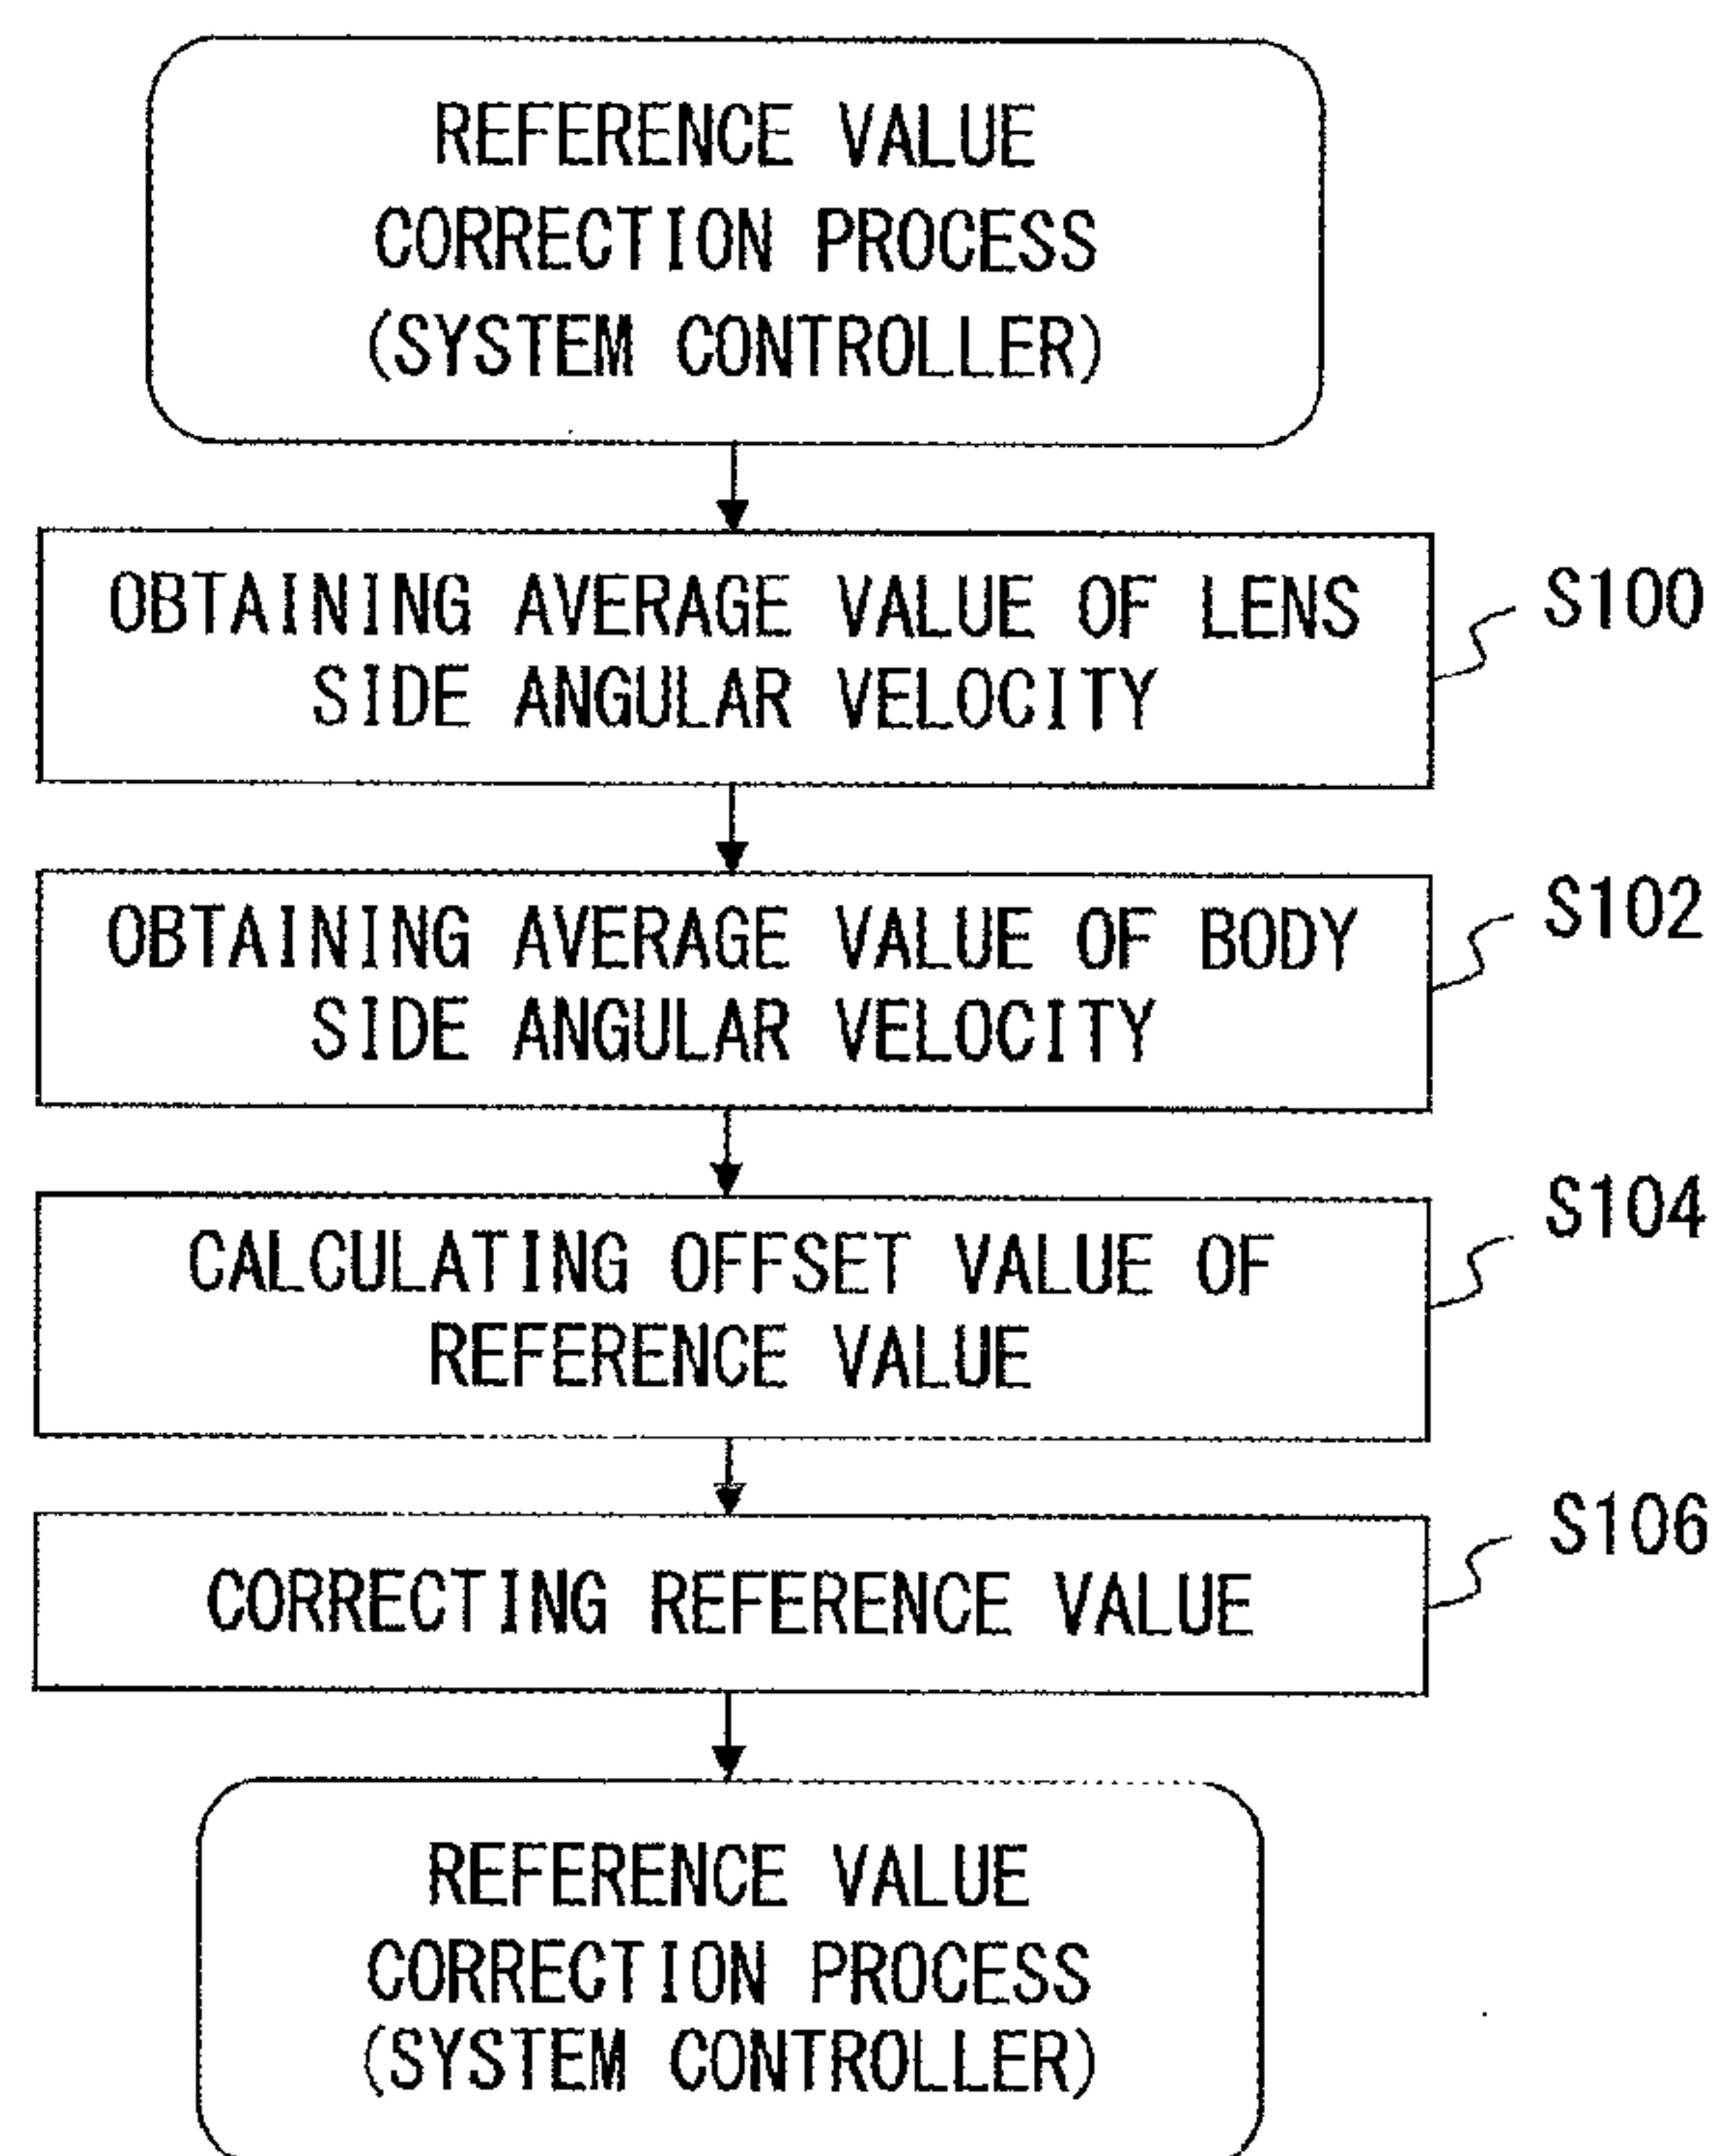 REFERENCE VALUE
CORRECTION PROCESS
(SYSTEM CONTROLLER)
OBTAINING AVERAGE VALUE OF LENS
SIDE ANGULAR VELOCITY
S100
OBTAINING AVERAGE VALUE OF BODY
SIDE ANGULAR VELOCITY
S102
CALCULATING OFFSET VALUE OF
REFERENCE VALUE
S104
CORRECTING REFERENCE VALUE
S106
REFERENCE VALUE
CORRECTION PROCESS
(SYSTEM CONTROLLER)